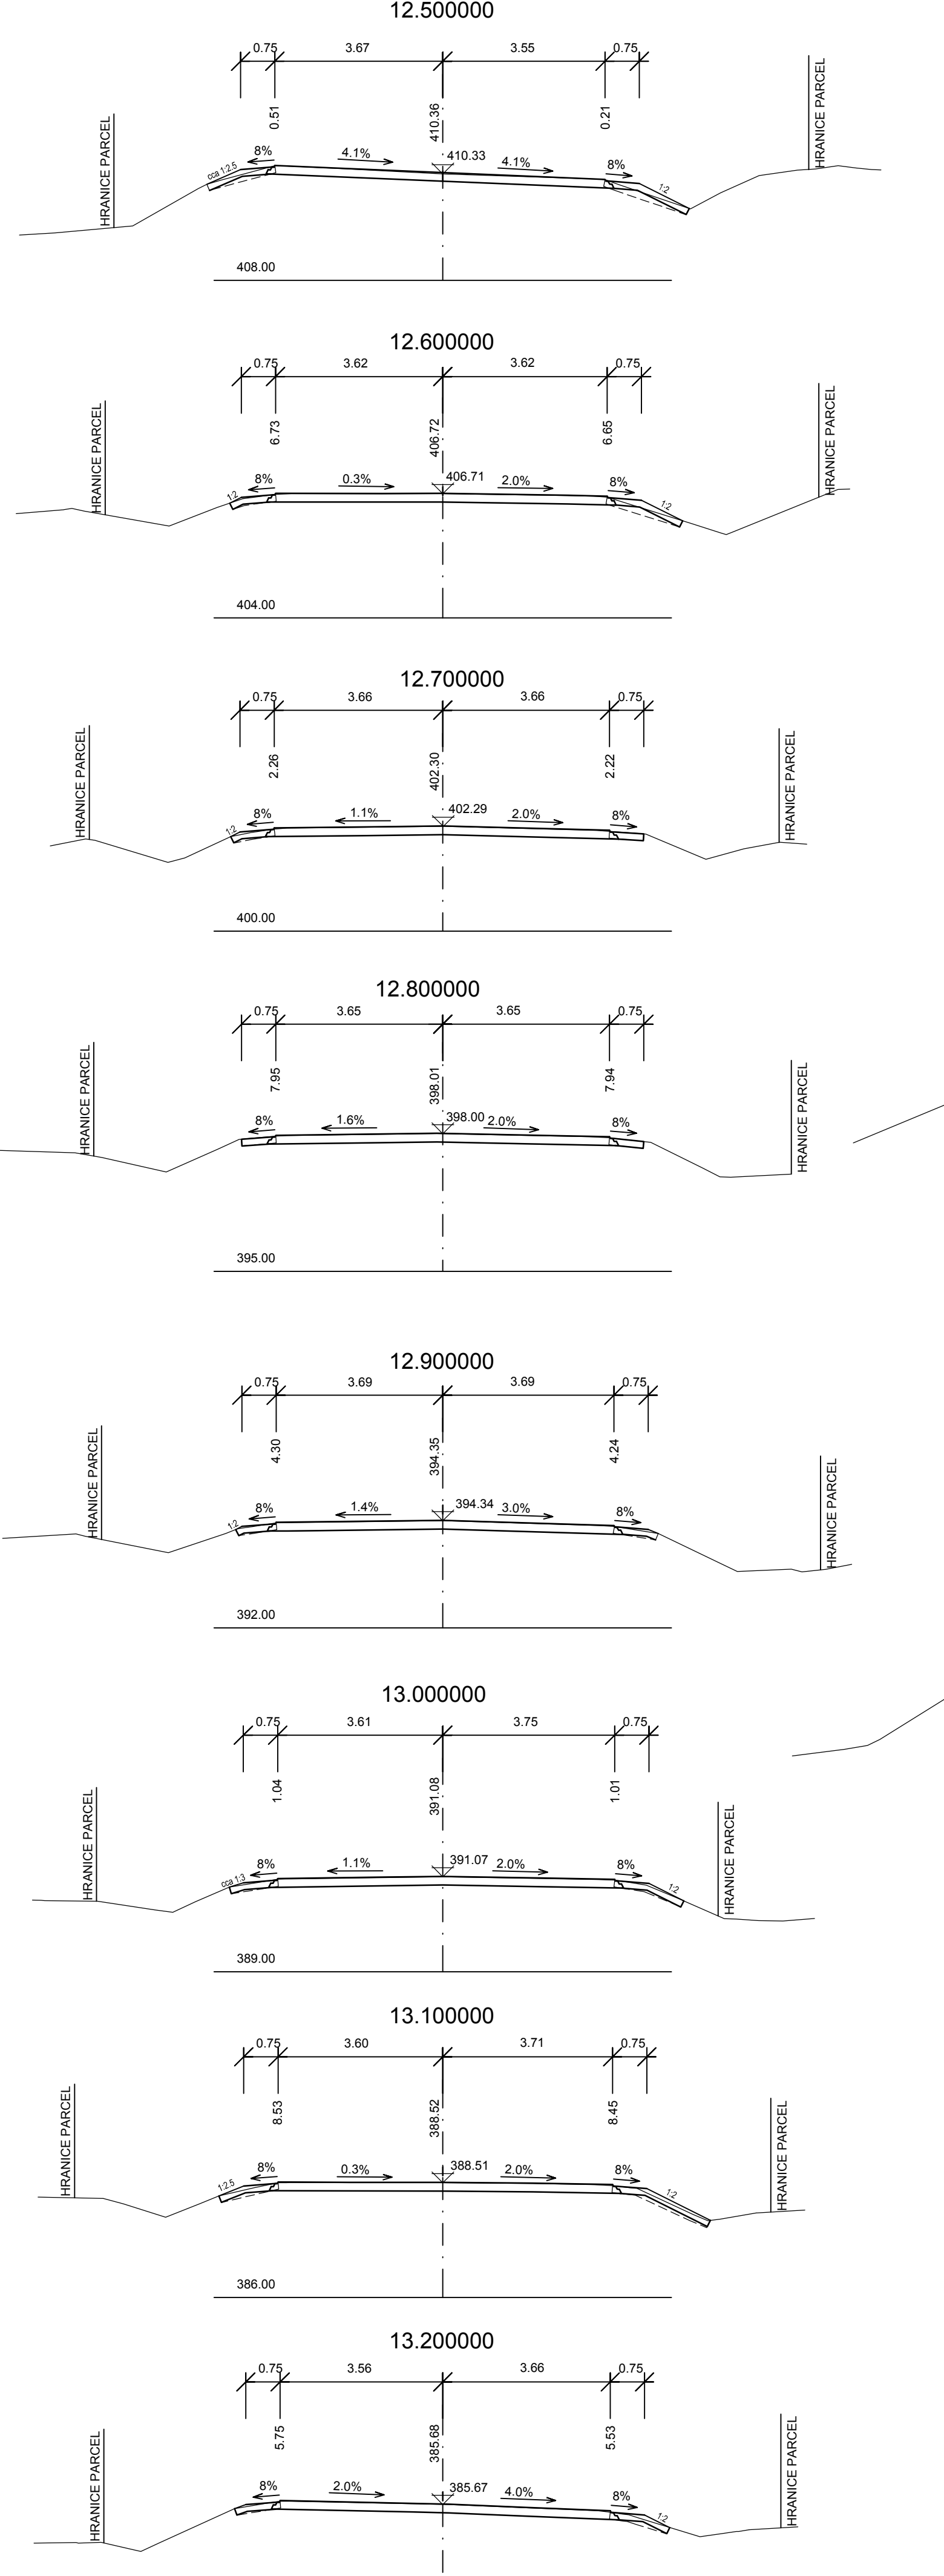 12.500000
0.75 3.67 3.55 0.75
0.51 410.36 0.21
HRANICE PARCEL HRANICE PARCEL
cca 1:2.5 8% 4.1% 410.33 4.1% 8% 1:2
408.00
12.600000
0.75 3.62 3.62 0.75
6.73 406.72 6.65
HRANICE PARCEL HRANICE PARCEL
1:2 8% 0.3% 406.71 2.0% 8% 1:2
404.00
12.700000
0.75 3.66 3.66 0.75
2.26 402.30 2.22
HRANICE PARCEL HRANICE PARCEL
1:2 8% 1.1% 402.29 2.0% 8%
400.00
12.800000
0.75 3.65 3.65 0.75
7.95 398.01 7.94
HRANICE PARCEL HRANICE PARCEL
8% 1.6% 398.00 2.0% 8%
395.00
12.900000
0.75 3.69 3.69 0.75
4.30 394.35 4.24
HRANICE PARCEL HRANICE PARCEL
1:2 8% 1.4% 394.34 3.0% 8%
392.00
13.000000
0.75 3.61 3.75 0.75
1.04 391.08 1.01
HRANICE PARCEL HRANICE PARCEL
cca 1:3 8% 1.1% 391.07 2.0% 8% 1:2
389.00
13.100000
0.75 3.60 3.71 0.75
8.53 388.52 8.45
HRANICE PARCEL HRANICE PARCEL
1:2.5 8% 0.3% 388.51 2.0% 8% 1:2
386.00
13.200000
0.75 3.56 3.66 0.75
5.75 385.68 5.53
HRANICE PARCEL HRANICE PARCEL
8% 2.0% 385.67 4.0% 8% 1:2